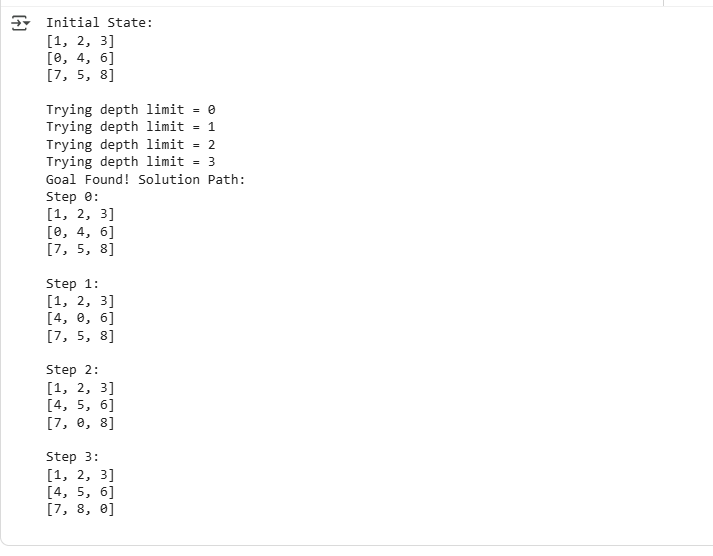 Initial State:
[1, 2, 3]
[0, 4, 6]
[7, 5, 8]
Trying depth limit = 0
Trying depth limit = 1
Trying depth limit = 2
Trying depth limit = 3
Goal Found! Solution Path:
Step 0:
[1, 2, 3]
[0, 4, 6]
[7, 5, 8]
Step 1:
[1, 2, 3]
[4, 0, 6]
[7, 5, 8]
Step 2:
[1, 2, 3]
[4, 5, 6]
[7, 0, 8]
Step 3:
[1, 2, 3]
[4, 5, 6]
[7, 8, 0]